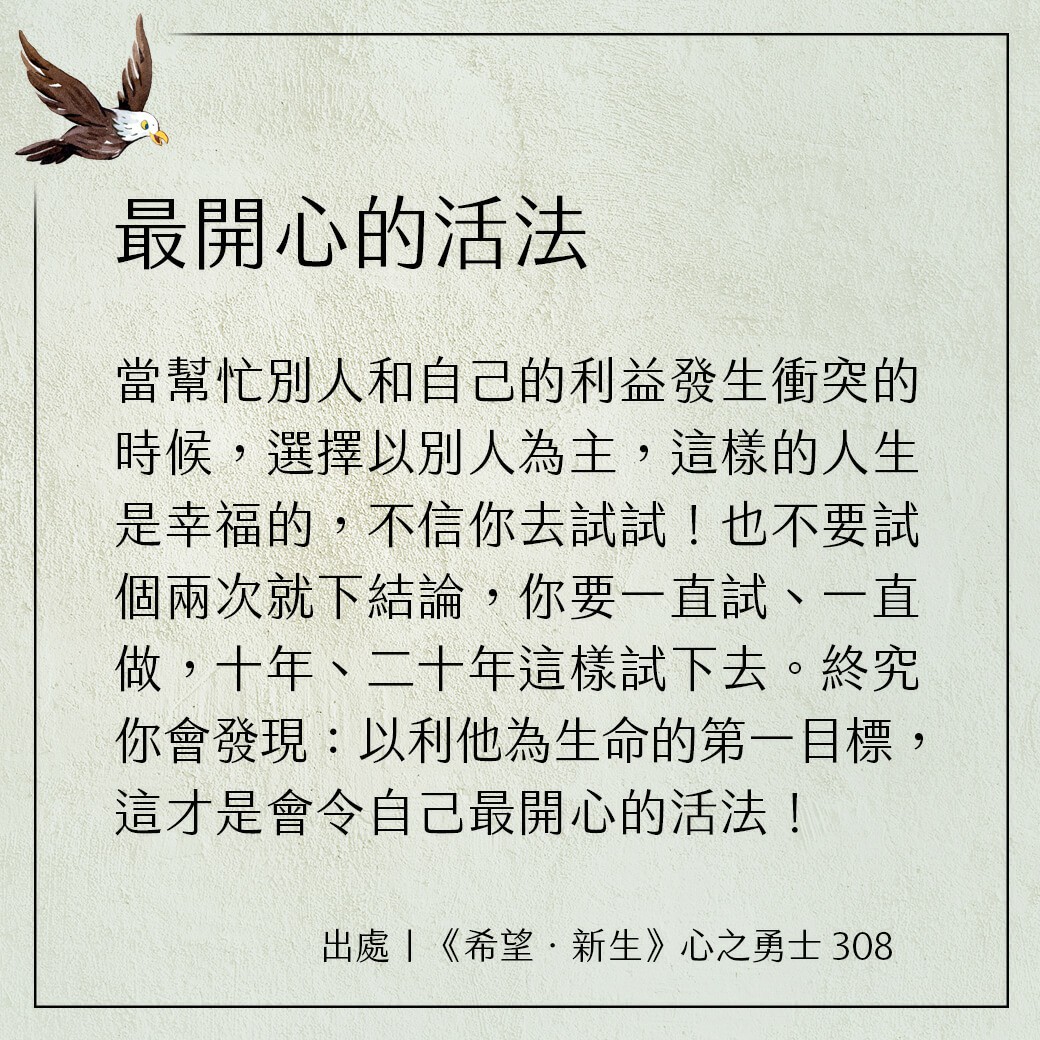 最開心的活法
當幫忙別人和自己的利益發生衝突的
時候，選擇以別人為主，這樣的人生
是幸福的，不信你去試試！也不要試
個兩次就下結論，你要一直試、一直
做，十年、二十年這樣試下去。終究
你會發現：以利他為生命的第一目標，
這才是會令自己最開心的活法！
出處 | 《希望．新生》心之勇士 308